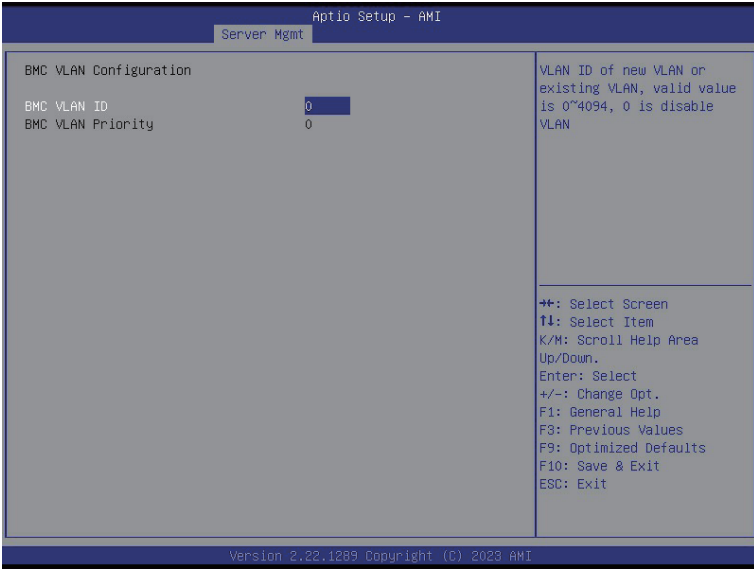 Aptio Setup – AMI
Server Mgmt
BMC VLAN Configuration
BMC VLAN ID 0
BMC VLAN Priority 0
VLAN ID of new VLAN or
existing VLAN, valid value
is 0~4094, 0 is disable
VLAN
→←: Select Screen
↑↓: Select Item
K/M: Scroll Help Area
Up/Down.
Enter: Select
+/-: Change Opt.
F1: General Help
F3: Previous Values
F9: Optimized Defaults
F10: Save & Exit
ESC: Exit
Version 2.22.1289 Copyright (C) 2023 AMI